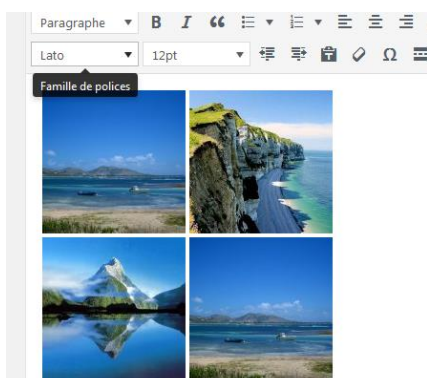 Paragraphe B I
Lato 12pt Ω
Famille de polices